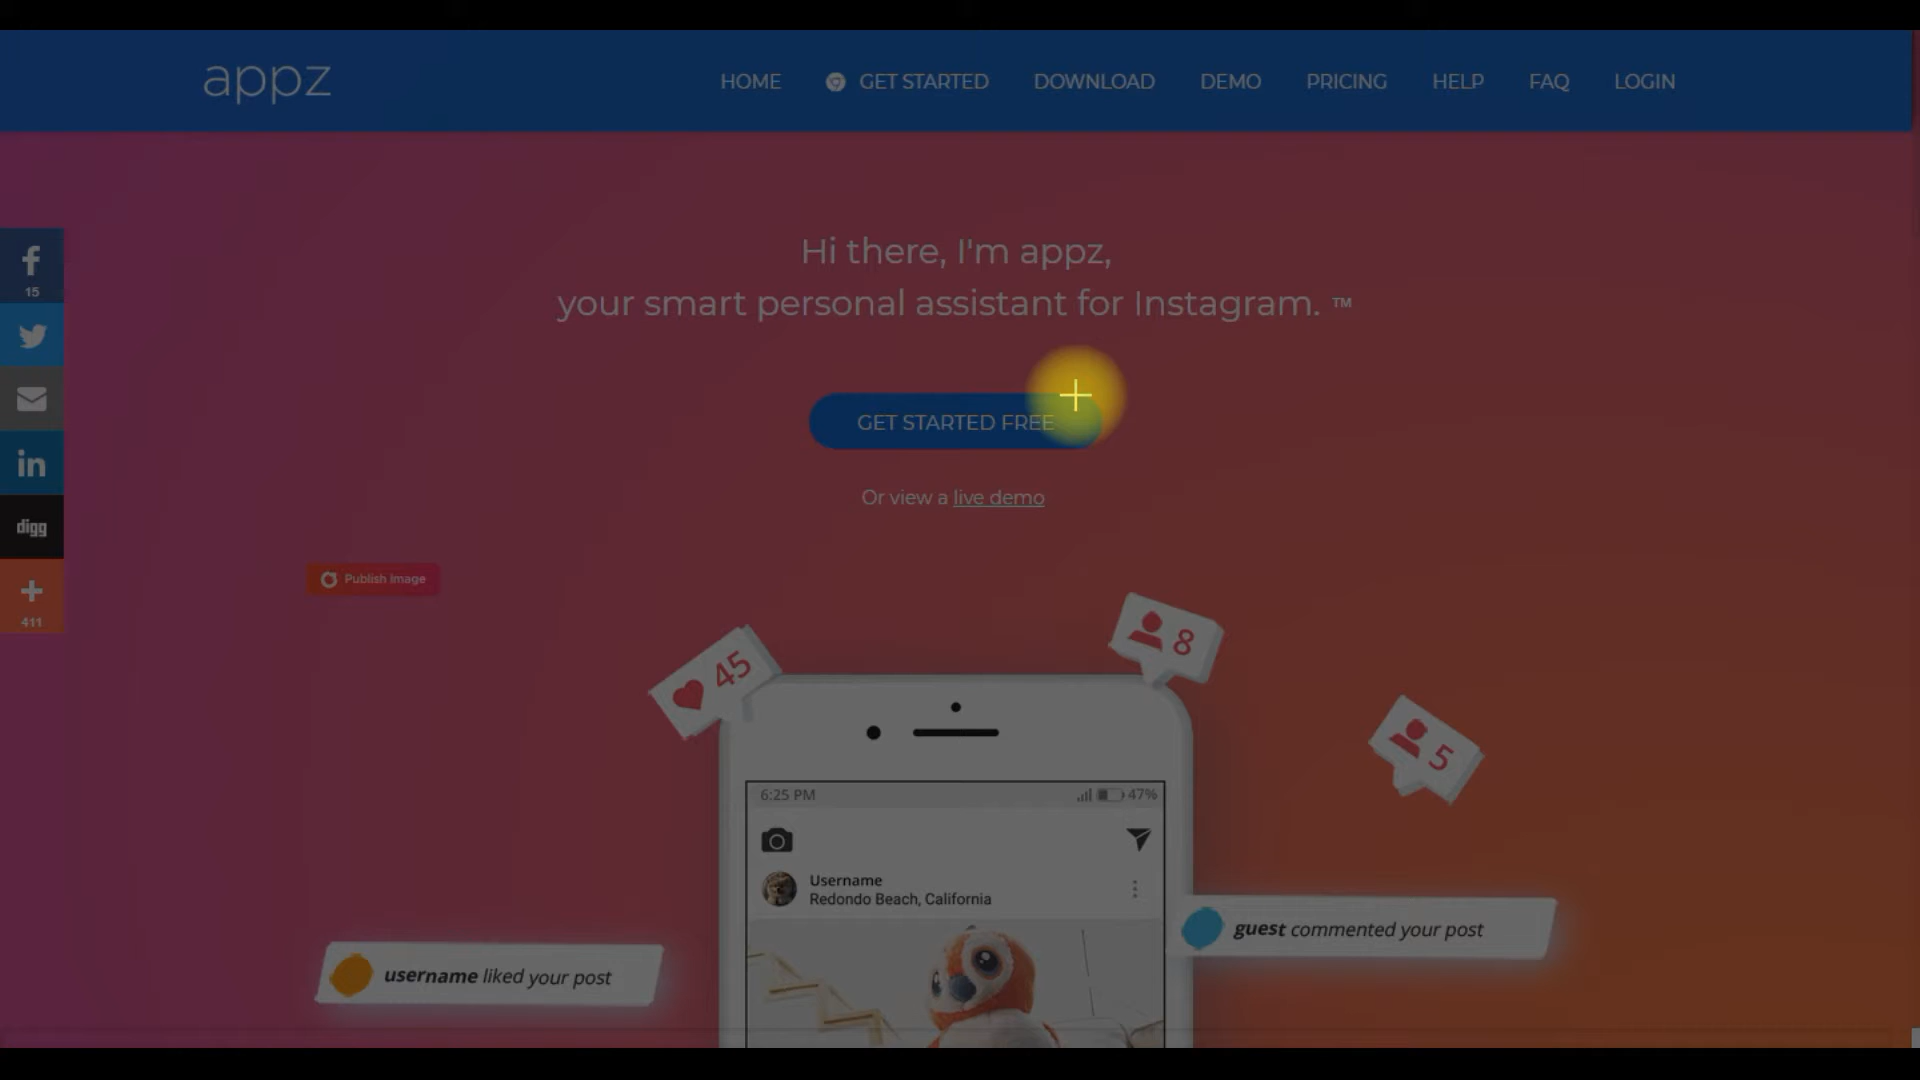 appz
HOME
GET STARTED
DOWNLOAD
DEMO
PRICING
HELP
FAQ
LOGIN
Hi there, I'm appz,
your smart personal assistant for Instagram. ™
GET STARTED FREE
Or view a live demo
15
in
digg
411
Publish Image
45
8
5
6:25 PM
47%
Username
Redondo Beach, California
guest commented your post
username liked your post